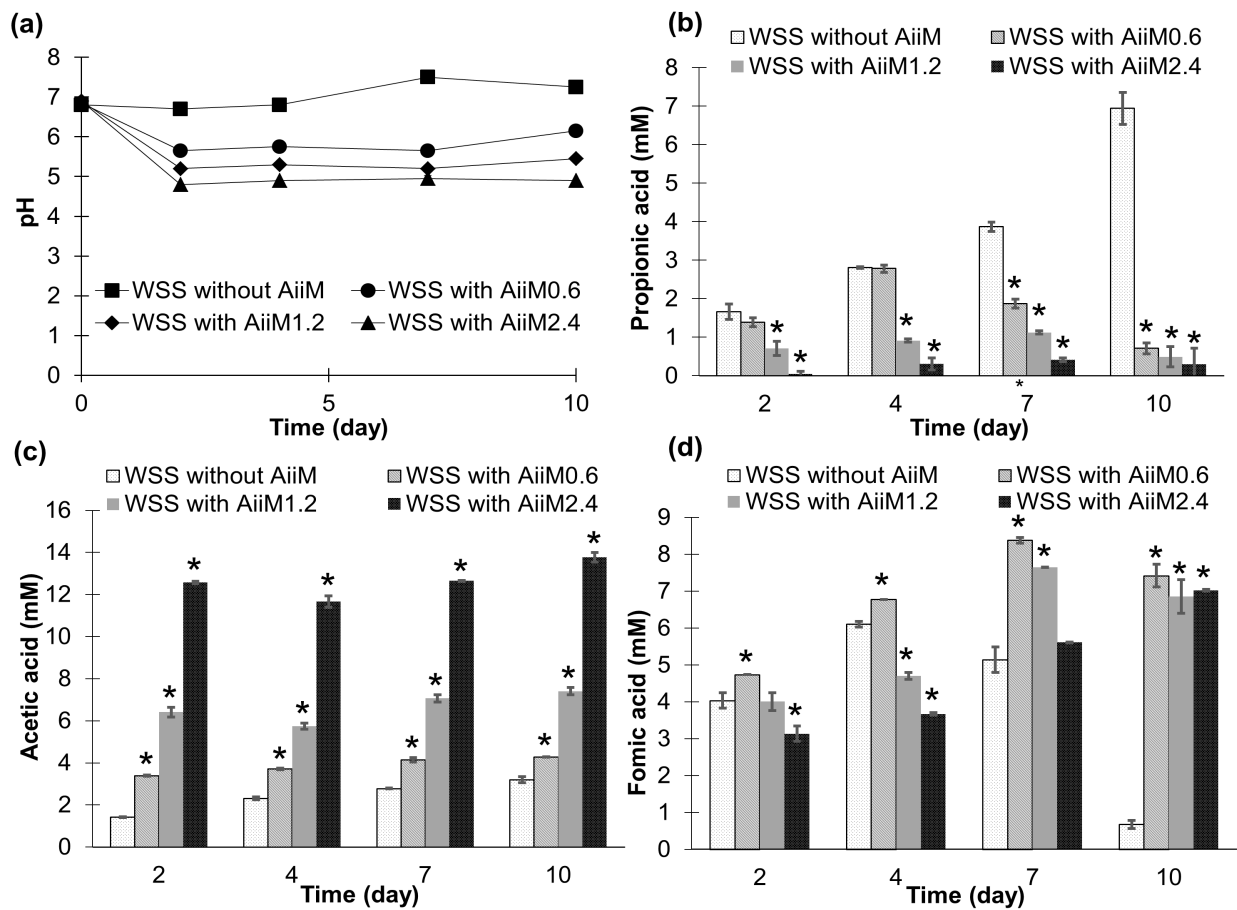 (a)
8
7
6
5
4
3
2
1
0
pH
WSS without AiiM WSS with AiiM0.6
WSS with AiiM1.2 WSS with AiiM2.4
0 5 10
Time (day)
(b)
WSS without AiiM WSS with AiiM0.6
WSS with AiiM1.2 WSS with AiiM2.4
8
7
6
5
4
3
2
1
0
Propionic acid (mM)
* *
* *
* * *
* * *
*
2 4 7 10
Time (day)
(c)
WSS without AiiM WSS with AiiM0.6
WSS with AiiM1.2 WSS with AiiM2.4
16
14
12
10
8
6
4
2
0
Acetic acid (mM)
* * *
* * *
* * *
* * *
2 4 7 10
Time (day)
(d)
WSS without AiiM WSS with AiiM0.6
WSS with AiiM1.2 WSS with AiiM2.4
9
8
7
6
5
4
3
2
1
0
Fomic acid (mM)
* *
* * *
* *
* * *
2 4 7 10
Time (day)